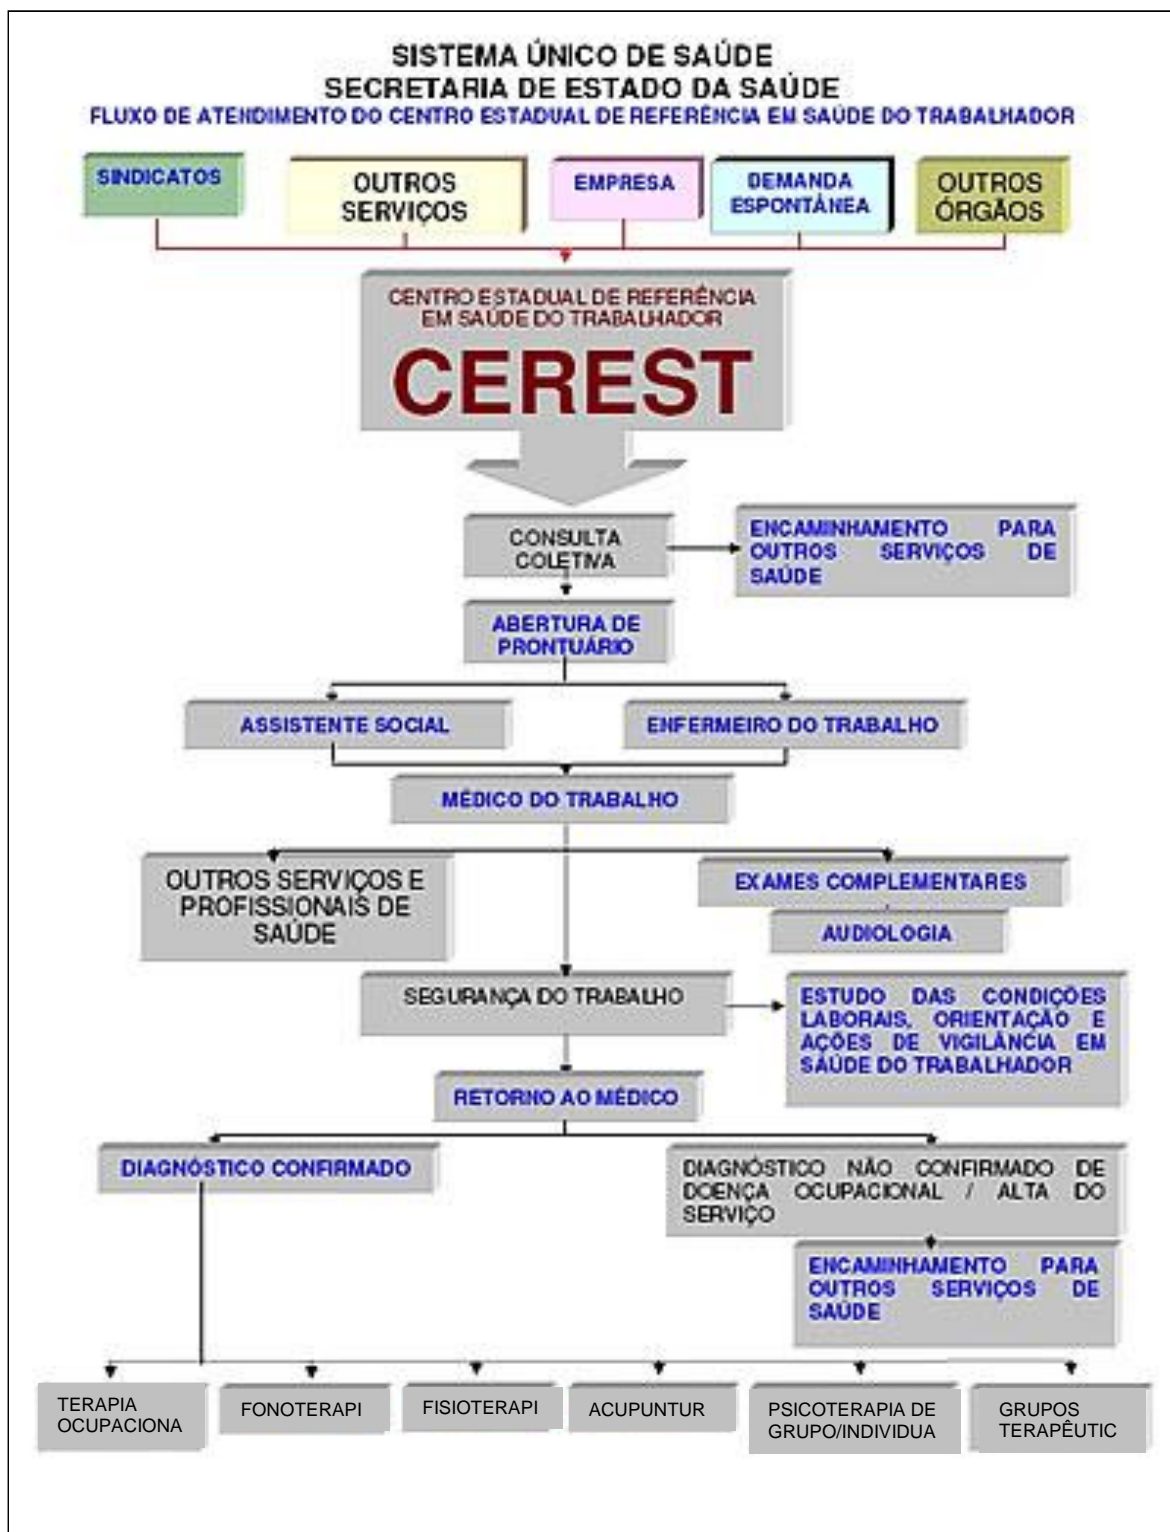 SISTEMA ÚNICO DE SAÚDE
SECRETARIA DE ESTADO DA SAÚDE
FLUXO DE ATENDIMENTO DO CENTRO ESTADUAL DE REFERÊNCIA EM SAÚDE DO TRABALHADOR
SINDICATOS
OUTROS
SERVIÇOS
EMPRESA
DEMANDA
ESPONTÂNEA
OUTROS
ÓRGÃOS
CENTRO ESTADUAL DE REFERÊNCIA
EM SAÚDE DO TRABALHADOR
CEREST
CONSULTA
COLETIVA
ENCAMINHAMENTO PARA
OUTROS SERVIÇOS DE
SAÚDE
ABERTURA DE
PRONTUÁRIO
ASSISTENTE SOCIAL
ENFERMEIRO DO TRABALHO
MÉDICO DO TRABALHO
OUTROS SERVIÇOS E
PROFISSIONAIS DE
SAÚDE
EXAMES COMPLEMENTARES
AUDIOLOGIA
SEGURANÇA DO TRABALHO
ESTUDO DAS CONDIÇÕES
LABORAIS, ORIENTAÇÃO E
AÇÕES DE VIGILÂNCIA EM
SAÚDE DO TRABALHADOR
RETORNO AO MÉDICO
DIAGNÓSTICO CONFIRMADO
DIAGNÓSTICO NÃO CONFIRMADO DE
DOENÇA OCUPACIONAL / ALTA DO
SERVIÇO
ENCAMINHAMENTO PARA
OUTROS SERVIÇOS DE
SAÚDE
TERAPIA
OCUPACIONA
FONOTERAPI
FISIOTERAPI
ACUPUNTUR
PSICOTERAPIA DE
GRUPO/INDIVIDUA
GRUPOS
TERAPÊUTIC